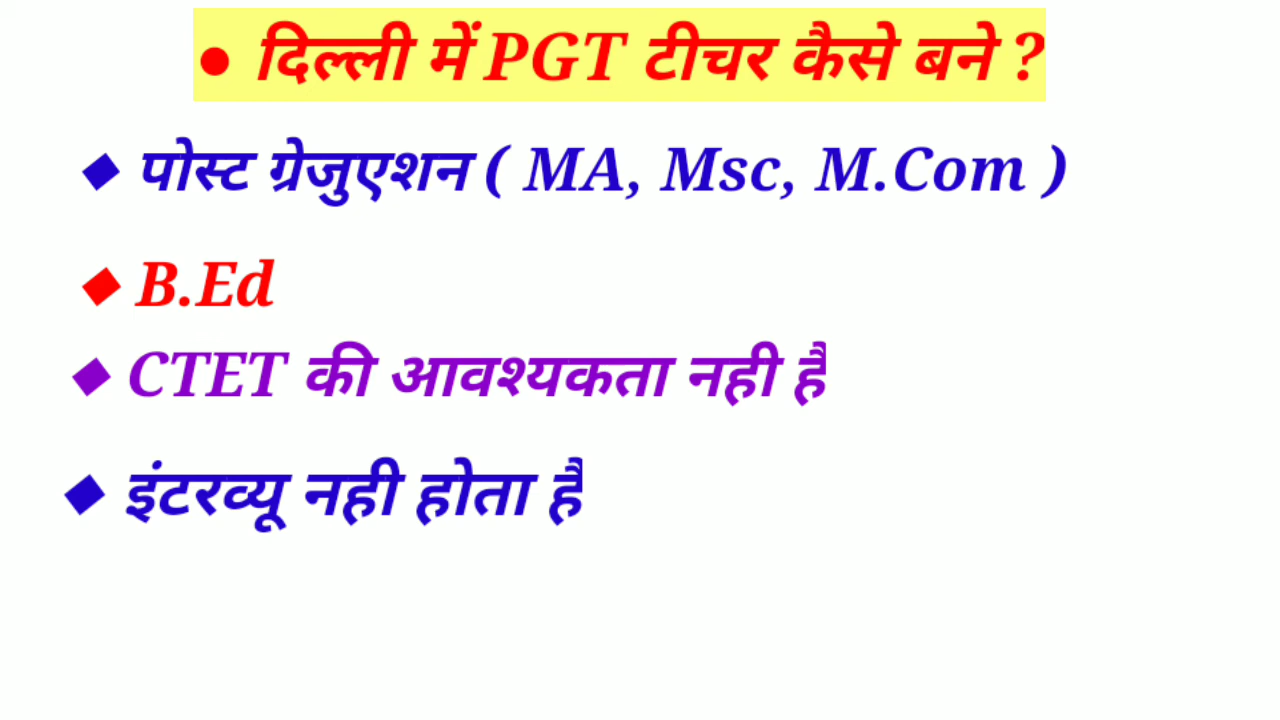 ● दिल्ली में PGT टीचर कैसे बने ?
◆ पोस्ट ग्रेजुएशन ( MA, Msc, M.Com )
◆ B.Ed
◆ CTET की आवश्यकता नही है
◆ इंटरव्यू नही होता है